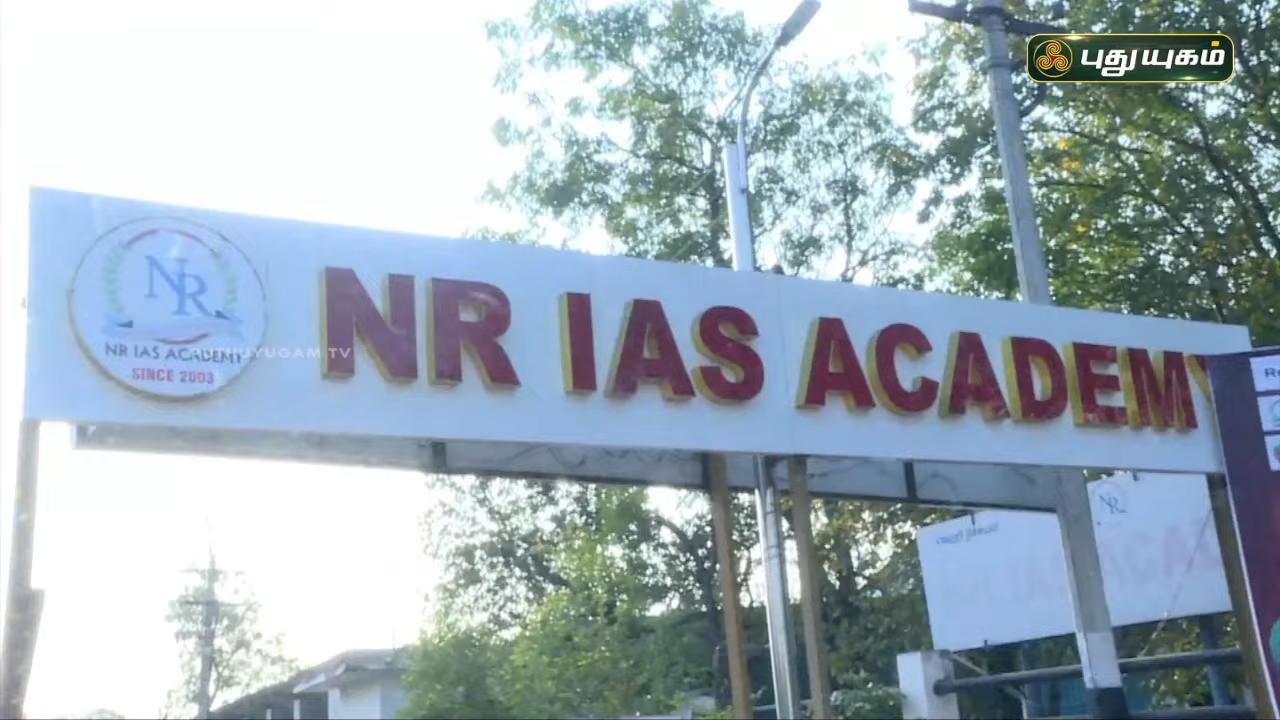 புதுயுகம்
NR
NR IAS ACADEMY
SINCE 2003
PUTHUYUGAM TV
NR IAS ACADEMY
NR